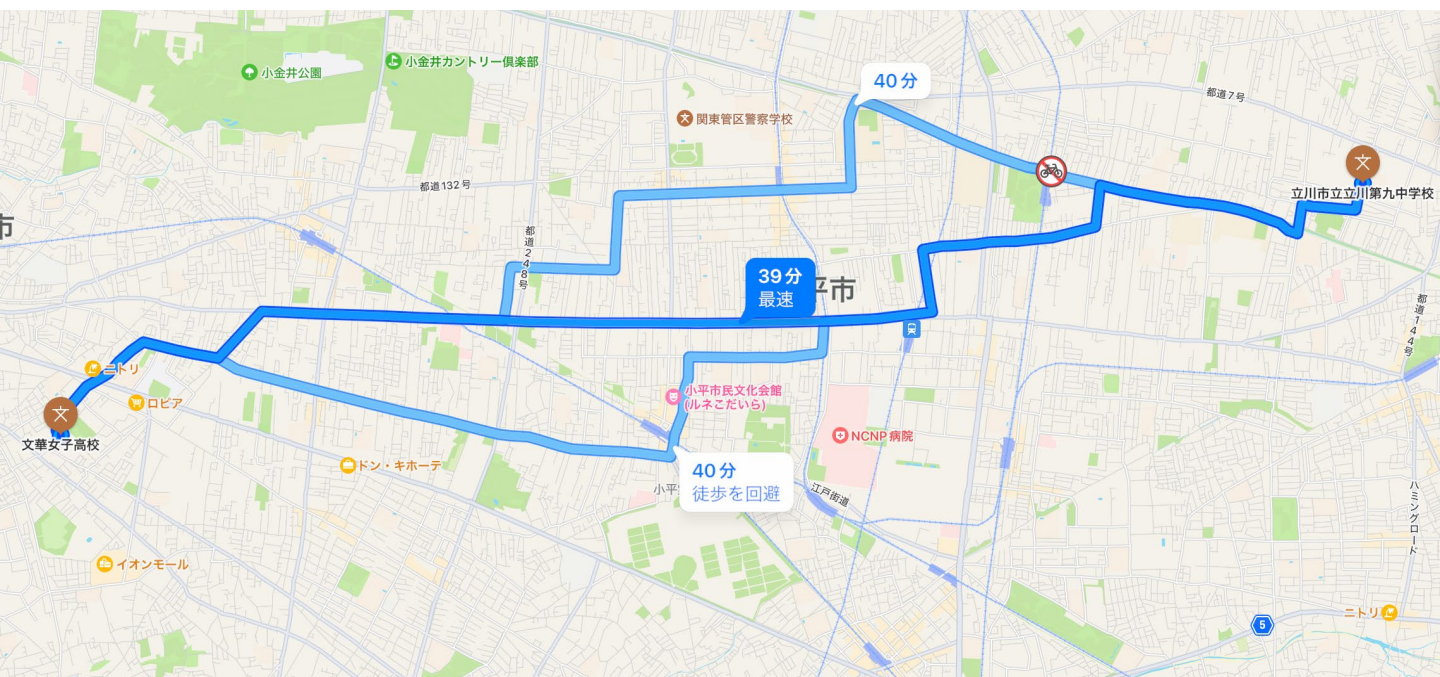 小金井公園
小金井カントリー倶楽部
40分
都道7号
関東管区警察学校
文
文
立川市立立川第九中学校
都道132号
市
都道248号
39分
最速
平市
都道144号
ニトリ
ロピア
小平市民文化会館
(ルネこだいら)
文
文華女子高校
NCNP病院
ドン・キホーテ
40分
徒歩を回避
小平
江戸街道
ハミングロード
イオンモール
ニトリ
5